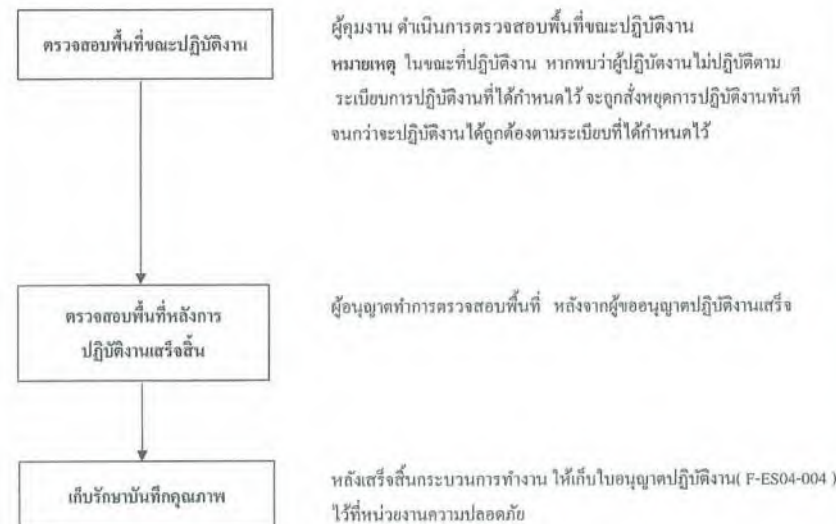 ตรวจสอบพื้นที่ขณะปฏิบัติงาน
ผู้คุมงาน ดำเนินการตรวจสอบพื้นที่ขณะปฏิบัติงาน
หมายเหตุ ในขณะที่ปฏิบัติงาน หากพบว่าผู้ปฏิบัตงานไม่ปฏิบัติตาม
ระเบียบการปฏิบัติงานที่ได้กำหนดไว้ จะถูกสั่งหยุดการปฏิบัติงานทันที
จนกว่าจะปฏิบัติงานได้ถูกต้องตามระเบียบที่ได้กำหนดไว้
ตรวจสอบพื้นที่หลังการ
ปฏิบัติงานเสร็จสิ้น
ผู้อนุญาตทำการตรวจสอบพื้นที่ หลังจากผู้ขออนุญาตปฏิบัติงานเสร็จ
เก็บรักษาบันทึกคุณภาพ
หลังเสร็จสิ้นกระบวนการทำงาน ให้เก็บใบอนุญาตปฏิบัติงาน( F-ES04-004 )
ไว้ที่หน่วยงานความปลอดภัย